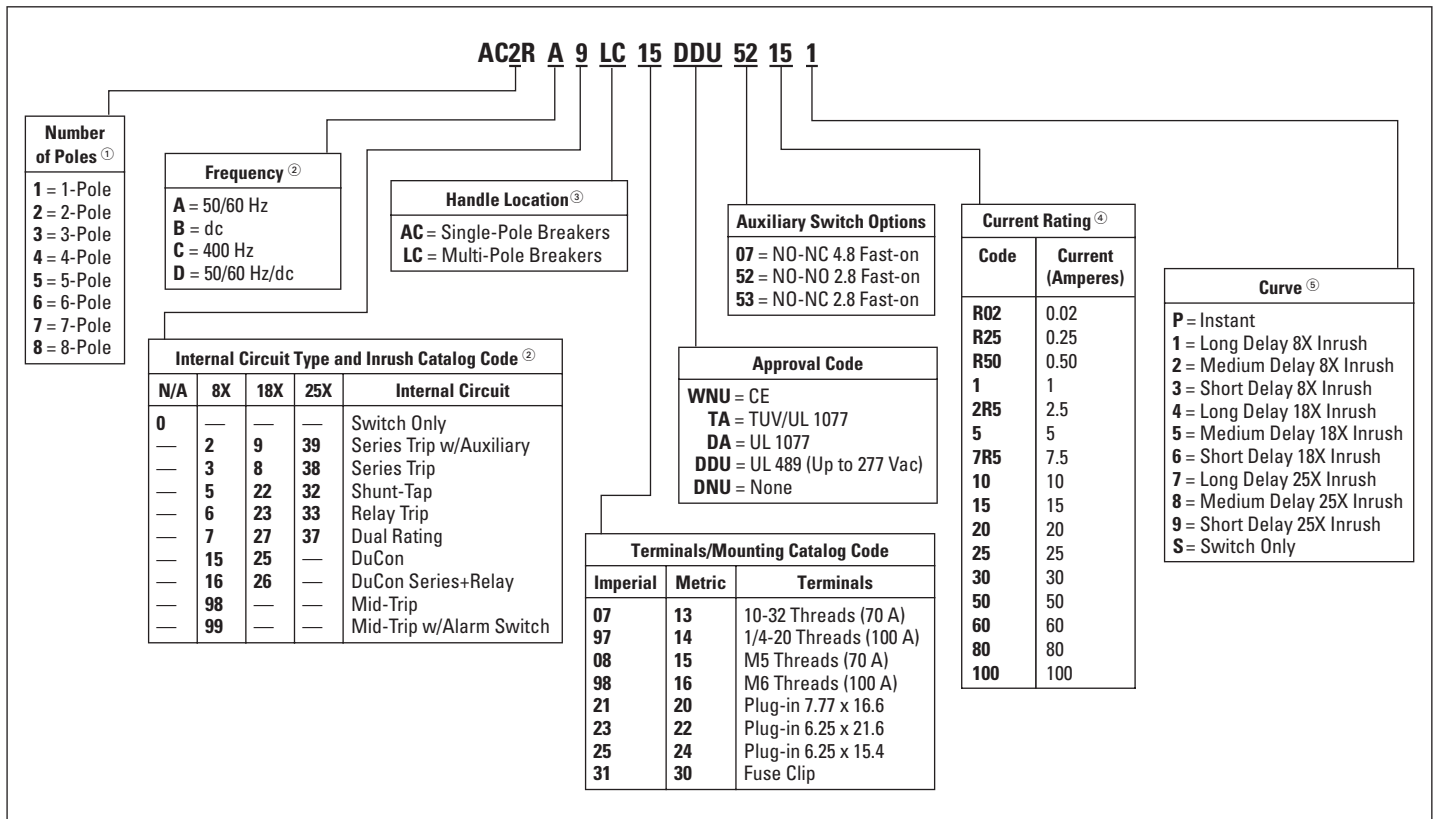 AC2R A 9 LC 15 DDU 52 15 1
Number
of Poles ①
1 = 1-Pole
2 = 2-Pole
3 = 3-Pole
4 = 4-Pole
5 = 5-Pole
6 = 6-Pole
7 = 7-Pole
8 = 8-Pole
Frequency ②
A = 50/60 Hz
B = dc
C = 400 Hz
D = 50/60 Hz/dc
Internal Circuit Type and Inrush Catalog Code ②
N/A 8X 18X 25X Internal Circuit
0 — — — Switch Only
— 2 9 39 Series Trip w/Auxiliary
— 3 8 38 Series Trip
— 5 22 32 Shunt-Tap
— 6 23 33 Relay Trip
— 7 27 37 Dual Rating
— 15 25 — DuCon
— 16 26 — DuCon Series+Relay
— 98 — — Mid-Trip
— 99 — — Mid-Trip w/Alarm Switch
Handle Location ③
AC = Single-Pole Breakers
LC = Multi-Pole Breakers
Terminals/Mounting Catalog Code
Imperial Metric Terminals
07 13 10-32 Threads (70 A)
97 14 1/4-20 Threads (100 A)
08 15 M5 Threads (70 A)
98 16 M6 Threads (100 A)
21 20 Plug-in 7.77 x 16.6
23 22 Plug-in 6.25 x 21.6
25 24 Plug-in 6.25 x 15.4
31 30 Fuse Clip
Approval Code
WNU = CE
TA = TUV/UL 1077
DA = UL 1077
DDU = UL 489 (Up to 277 Vac)
DNU = None
Auxiliary Switch Options
07 = NO-NC 4.8 Fast-on
52 = NO-NO 2.8 Fast-on
53 = NO-NC 2.8 Fast-on
Current Rating ④
Code Current
(Amperes)
R02 0.02
R25 0.25
R50 0.50
1 1
2R5 2.5
5 5
7R5 7.5
10 10
15 15
20 20
25 25
30 30
50 50
60 60
80 80
100 100
Curve ⑤
P = Instant
1 = Long Delay 8X Inrush
2 = Medium Delay 8X Inrush
3 = Short Delay 8X Inrush
4 = Long Delay 18X Inrush
5 = Medium Delay 18X Inrush
6 = Short Delay 18X Inrush
7 = Long Delay 25X Inrush
8 = Medium Delay 25X Inrush
9 = Short Delay 25X Inrush
S = Switch Only